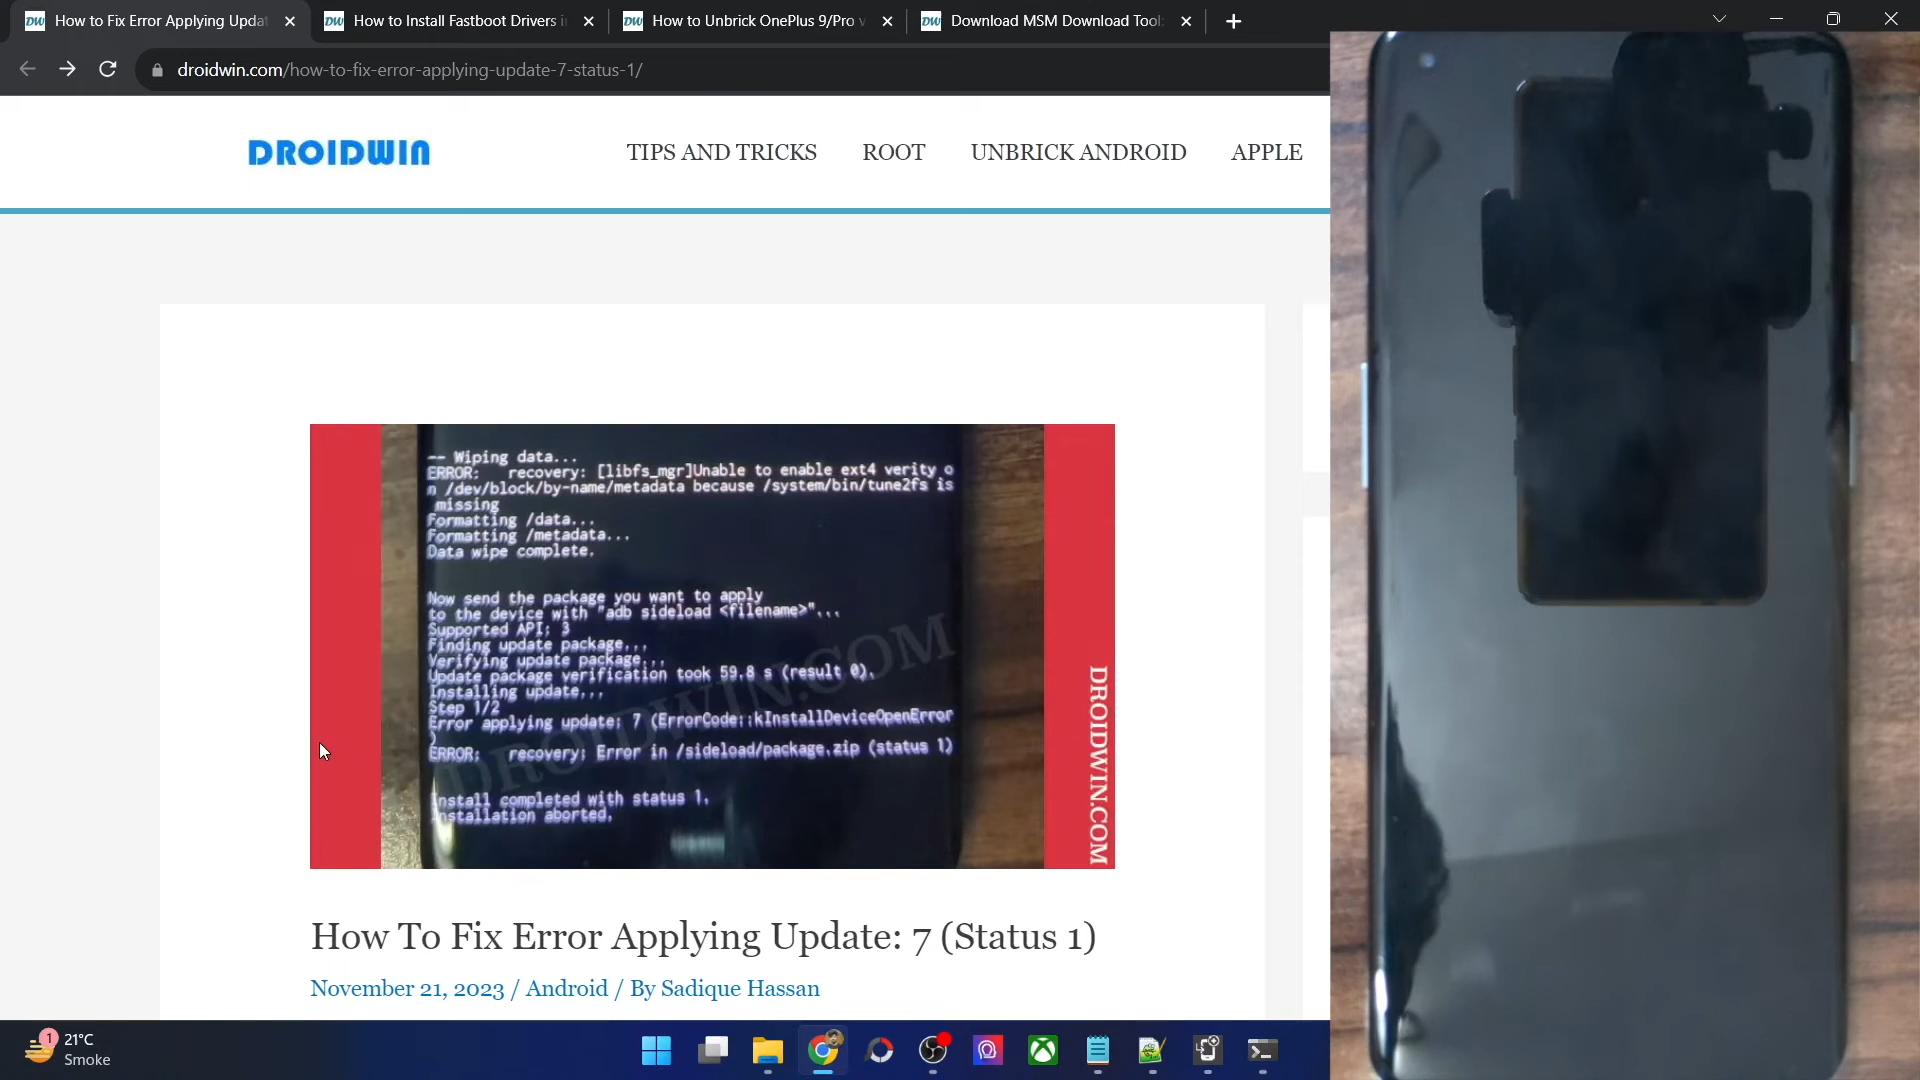 How to Fix Error Applying Upda
How to Install Fastboot Drivers i
How to Unbrick OnePlus 9/Pro v
Download MSM Download Tool:
droidwin.com/how-to-fix-error-applying-update-7-status-1/
DROIDWIN
TIPS AND TRICKS
ROOT
UNBRICK ANDROID
APPLE
-- Wiping data...
ERROR: recovery: [libfs_mgr]Unable to enable ext4 verity o
n /dev/block/by-name/metadata because /system/bin/tune2fs is
missing
Formatting /data...
Formatting /metadata...
Data wipe complete.
Now send the package you want to apply
to the device with "adb sideload <filename>"...
Supported API: 3
Finding update package...
Verifying update package...
Update package verification took 59.8 s (result 0).
Installing update...
Step 1/2
Error applying update: 7 (ErrorCode::kInstallDeviceOpenError
)
ERROR: recovery: Error in /sideload/package.zip (status 1)
Install completed with status 1.
Installation aborted.
DROIDWIN.COM
DROIDWIN.COM
How To Fix Error Applying Update: 7 (Status 1)
November 21, 2023 / Android / By Sadique Hassan
1
21°C
Smoke